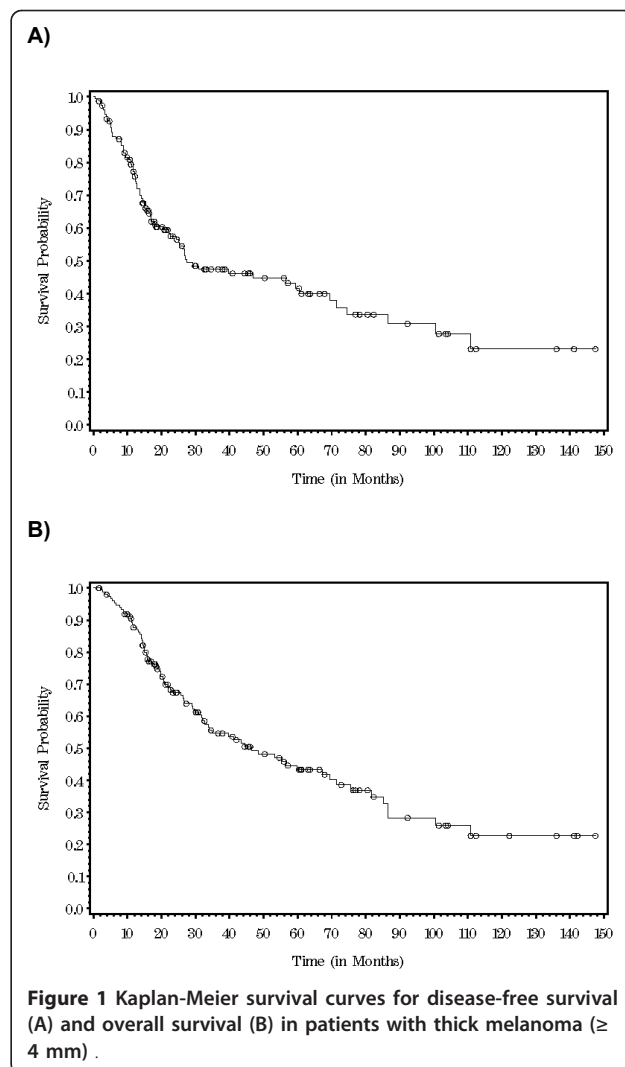 A)
1.0
0.9
0.8
0.7
0.6
0.5
0.4
0.3
0.2
0.1
0.0
Survival Probability
0 10 20 30 40 50 60 70 80 90 100 110 120 130 140 150
Time (in Months)
B)
1.0
0.9
0.8
0.7
0.6
0.5
0.4
0.3
0.2
0.1
0.0
Survival Probability
0 10 20 30 40 50 60 70 80 90 100 110 120 130 140 150
Time (in Months)
Figure 1 Kaplan-Meier survival curves for disease-free survival
(A) and overall survival (B) in patients with thick melanoma (≥
4 mm) .